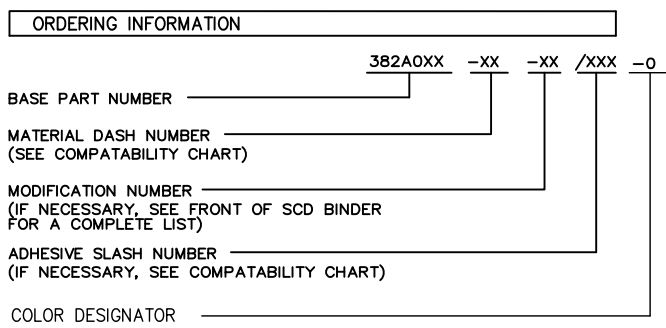 ORDERING INFORMATION
382A0XX -XX -XX /XXX -0
BASE PART NUMBER
MATERIAL DASH NUMBER
(SEE COMPATABILITY CHART)
MODIFICATION NUMBER
(IF NECESSARY, SEE FRONT OF SCD BINDER
FOR A COMPLETE LIST)
ADHESIVE SLASH NUMBER
(IF NECESSARY, SEE COMPATABILITY CHART)
COLOR DESIGNATOR